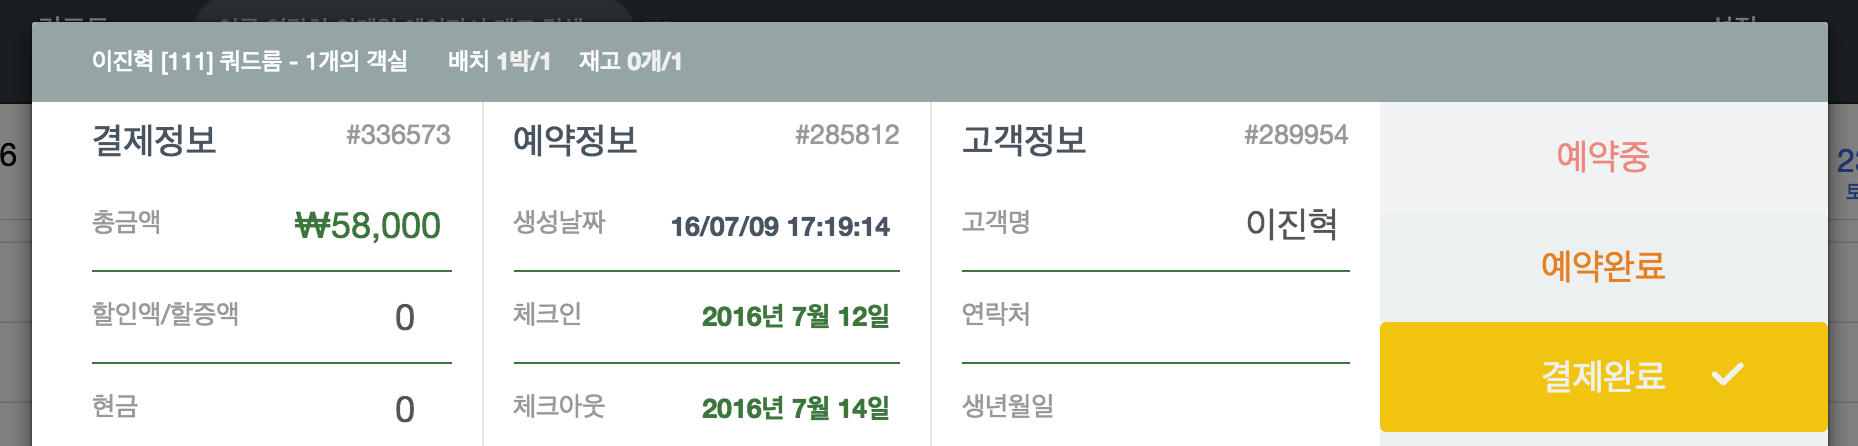 이진혁 [111] 쿼드룸 - 1개의 객실 배치 1박/1 재고 0개/1
결제정보 #336573
총금액 ₩58,000
할인액/할증액 0
현금 0
예약정보 #285812
생성날짜 16/07/09 17:19:14
체크인 2016년 7월 12일
체크아웃 2016년 7월 14일
고객정보 #289954
고객명 이진혁
연락처
생년월일
예약중
예약완료
결제완료
6